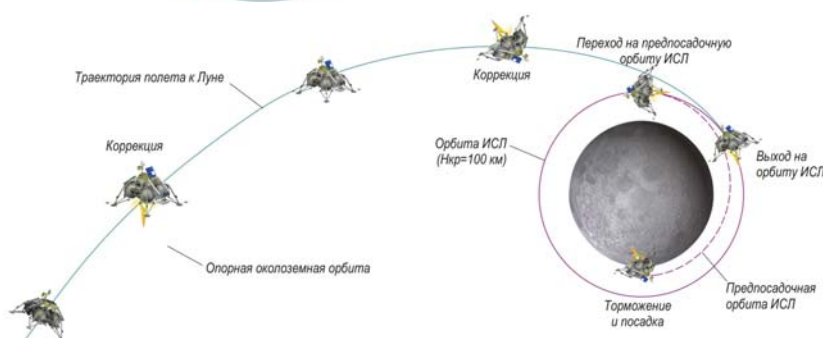 Переход на предпосадочную
орбиту ИСЛ
Траектория полета к Луне
Коррекция
Коррекция
Орбита ИСЛ
(Нкр=100 км)
Выход на
орбиту ИСЛ
Опорная околоземная орбита
Торможение
и посадка
Предпосадочная
орбита ИСЛ